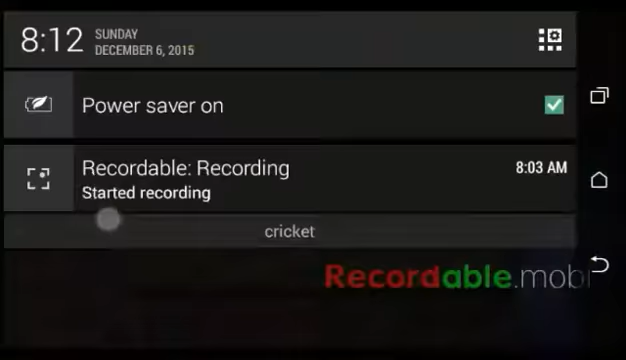 8:12
SUNDAY
DECEMBER 6, 2015
Power saver on
Recordable: Recording
8:03 AM
Started recording
cricket
Recordable.mobi